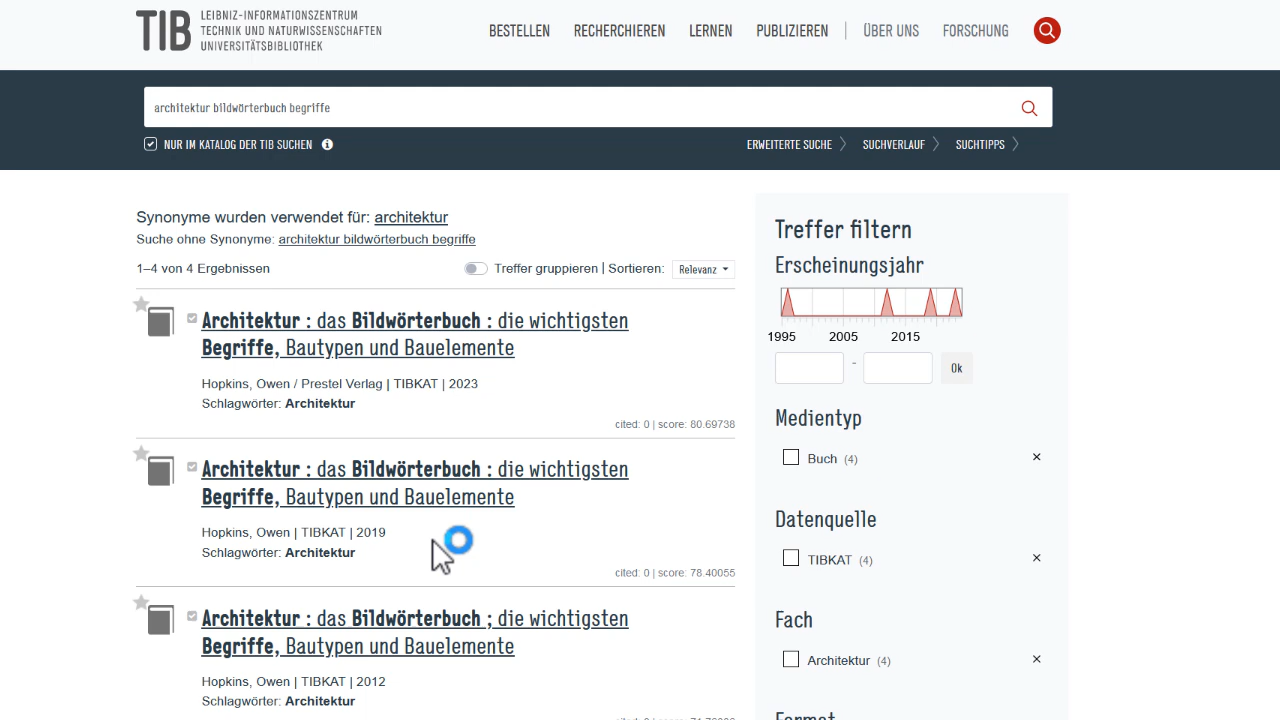 TIB LEIBNIZ-INFORMATIONSZENTRUM
TECHNIK UND NATURWISSENSCHAFTEN
UNIVERSITÄTSBIBLIOTHEK
BESTELLEN RECHERCHIEREN LERNEN PUBLIZIEREN ÜBER UNS FORSCHUNG
architektur bildwörterbuch begriffe
NUR IM KATALOG DER TIB SUCHEN
ERWEITERTE SUCHE SUCHVERLAUF SUCHTIPPS
Synonyme wurden verwendet für: architektur
Suche ohne Synonyme: architektur bildwörterbuch begriffe
1–4 von 4 Ergebnissen Treffer gruppieren | Sortieren: Relevanz
Architektur : das Bildwörterbuch : die wichtigsten
Begriffe, Bautypen und Bauelemente
Hopkins, Owen / Prestel Verlag | TIBKAT | 2023
Schlagwörter: Architektur
cited: 0 | score: 80.69738
Architektur : das Bildwörterbuch : die wichtigsten
Begriffe, Bautypen und Bauelemente
Hopkins, Owen | TIBKAT | 2019
Schlagwörter: Architektur
cited: 0 | score: 78.40055
Architektur : das Bildwörterbuch ; die wichtigsten
Begriffe, Bautypen und Bauelemente
Hopkins, Owen | TIBKAT | 2012
Schlagwörter: Architektur
Treffer filtern
Erscheinungsjahr
1995 2005 2015
- Ok
Medientyp
Buch (4) ×
Datenquelle
TIBKAT (4) ×
Fach
Architektur (4) ×
Format